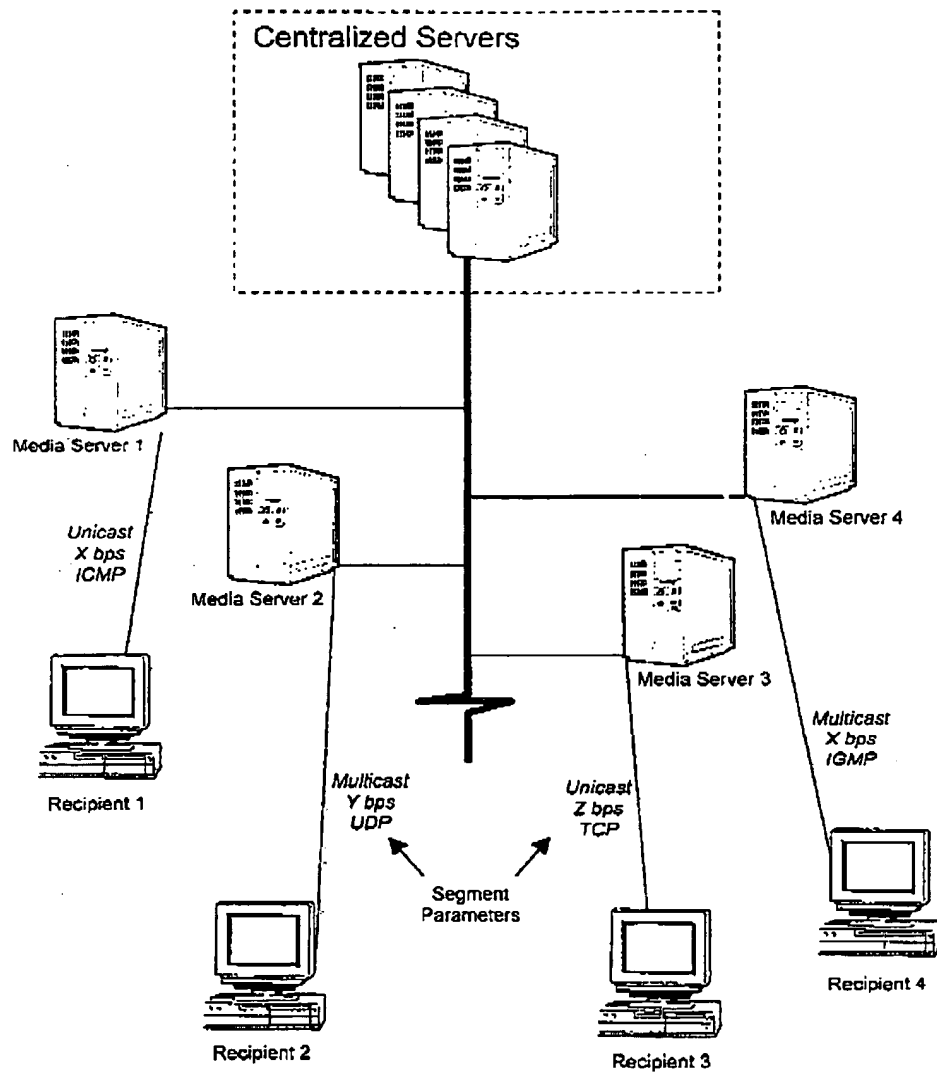 Centralized Servers
Media Server 1
Media Server 4
Unicast
X bps
ICMP
Media Server 2
Media Server 3
Multicast
X bps
IGMP
Recipient 1
Multicast
Y bps
UDP
Unicast
Z bps
TCP
Segment
Parameters
Recipient 4
Recipient 2
Recipient 3